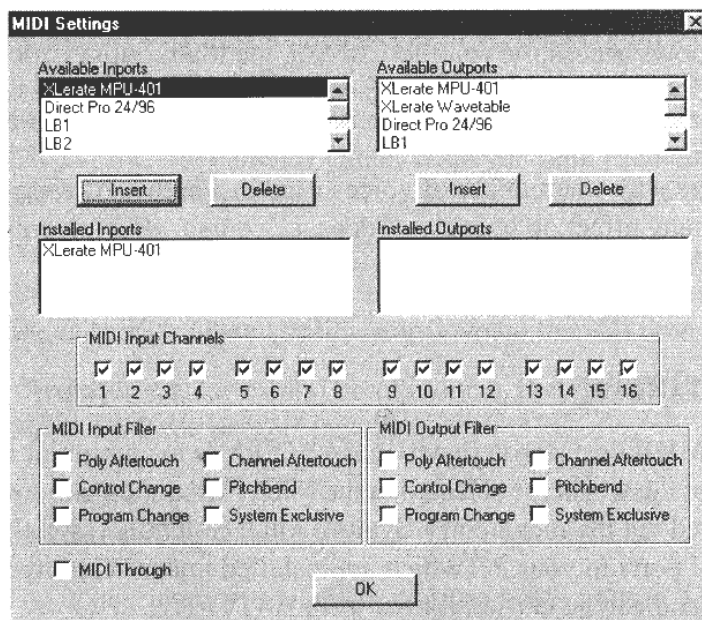 MIDI Settings
Available Inports
XLerate MPU-401
Direct Pro 24/96
LB1
LB2
Available Outports
XLerate MPU-401
XLerate Wavetable
Direct Pro 24/96
LB1
Insert Delete Insert Delete
Installed Inports
XLerate MPU-401
Installed Outports
MIDI Input Channels
1 2 3 4 5 6 7 8 9 10 11 12 13 14 15 16
MIDI Input Filter
Poly Aftertouch Channel Aftertouch
Control Change Pitchbend
Program Change System Exclusive
MIDI Output Filter
Poly Aftertouch Channel Aftertouch
Control Change Pitchbend
Program Change System Exclusive
MIDI Through
OK